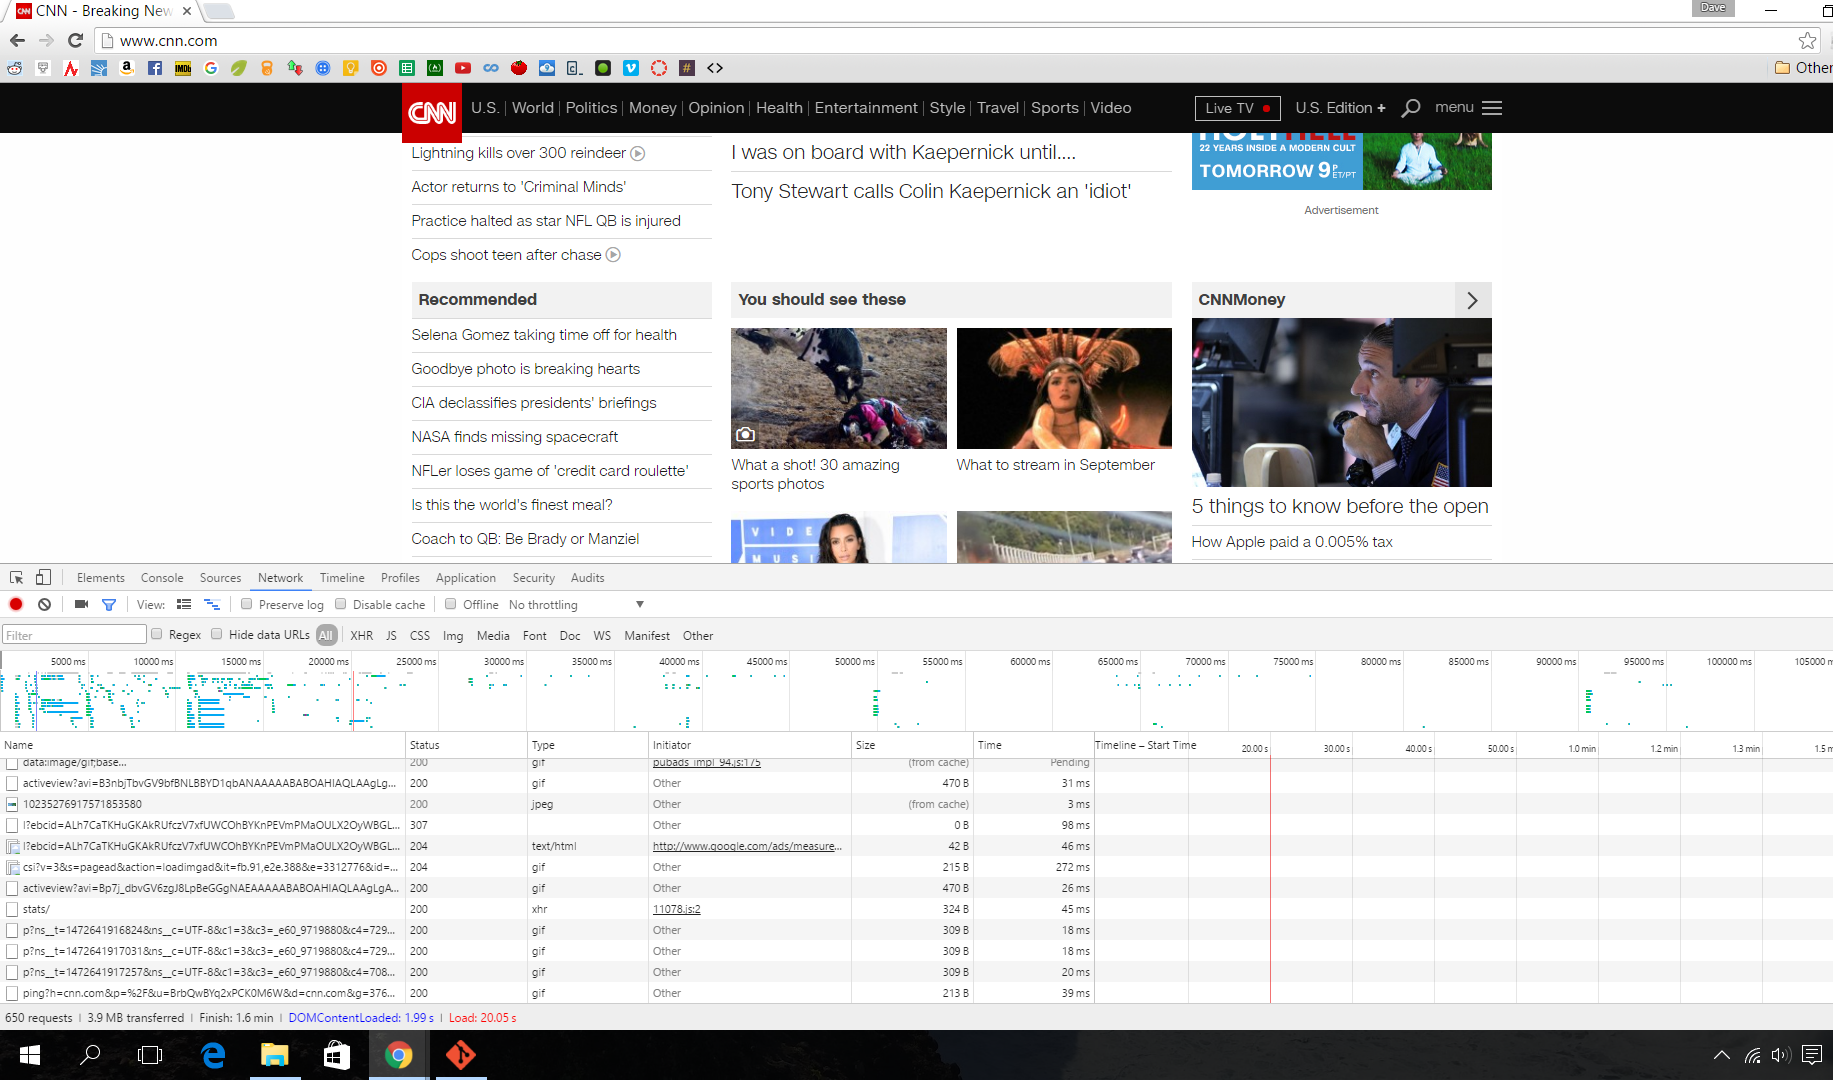 CNN - Breaking New
Dave
www.cnn.com
IMDb
Other
CNN
U.S. World Politics Money Opinion Health Entertainment Style Travel Sports Video
Live TV
U.S. Edition +
menu
Lightning kills over 300 reindeer
Actor returns to 'Criminal Minds'
Practice halted as star NFL QB is injured
Cops shoot teen after chase
I was on board with Kaepernick until....
Tony Stewart calls Colin Kaepernick an 'idiot'
HOLY HELL
22 YEARS INSIDE A MODERN CULT
TOMORROW 9P ET/PT
Advertisement
Recommended
Selena Gomez taking time off for health
Goodbye photo is breaking hearts
CIA declassifies presidents' briefings
NASA finds missing spacecraft
NFLer loses game of 'credit card roulette'
Is this the world's finest meal?
Coach to QB: Be Brady or Manziel
You should see these
What a shot! 30 amazing
sports photos
What to stream in September
VIDE
MUSI
CNNMoney
5 things to know before the open
How Apple paid a 0.005% tax
Elements Console Sources Network Timeline Profiles Application Security Audits
View: Preserve log Disable cache Offline No throttling
Filter Regex Hide data URLs All XHR JS CSS Img Media Font Doc WS Manifest Other
5000 ms 10000 ms 15000 ms 20000 ms 25000 ms 30000 ms 35000 ms 40000 ms 45000 ms 50000 ms 55000 ms 60000 ms 65000 ms 70000 ms 75000 ms 80000 ms 85000 ms 90000 ms 95000 ms 100000 ms 105000 m
Name Status Type Initiator Size Time Timeline – Start Time 20.00 s 30.00 s 40.00 s 50.00 s 1.0 min 1.2 min 1.3 min 1.5 m
data:image/gif;base... 200 gif pubads_impl_94.js:175 (from cache) Pending
activeview?avi=B3nbjTbvGV9bfBNLBBYD1qbANAAAAABABOAHIAQLAAgLg... 200 gif Other 470 B 31 ms
10235276917571853580 200 jpeg Other (from cache) 3 ms
l?ebcid=ALh7CaTKHuGKAkRUfczV7xfUWCOhBYKnPEVmPMaOULX2OyWBGL... 307 Other 0 B 98 ms
l?ebcid=ALh7CaTKHuGKAkRUfczV7xfUWCOhBYKnPEVmPMaOULX2OyWBGL... 204 text/html http://www.google.com/ads/measure... 42 B 46 ms
csi?v=3&s=pagead&action=loadimgad&it=fb.91,e2e.388&e=3312776&id=... 204 gif Other 215 B 272 ms
activeview?avi=Bp7j_dbvGV6zgJ8LpBeGGgNAEAAAAABABOAHIAQLAAgLgA... 200 gif Other 470 B 26 ms
stats/ 200 xhr 11078.js:2 324 B 45 ms
p?ns__t=1472641916824&ns__c=UTF-8&c1=3&c3=_e60_9719880&c4=729... 200 gif Other 309 B 18 ms
p?ns__t=1472641917031&ns__c=UTF-8&c1=3&c3=_e60_9719880&c4=729... 200 gif Other 309 B 18 ms
p?ns__t=1472641917257&ns__c=UTF-8&c1=3&c3=_e60_9719880&c4=708... 200 gif Other 309 B 20 ms
ping?h=cnn.com&p=%2F&u=BrbQwBYq2xPCK0M6W&d=cnn.com&g=376... 200 gif Other 213 B 39 ms
650 requests | 3.9 MB transferred | Finish: 1.6 min | DOMContentLoaded: 1.99 s | Load: 20.05 s